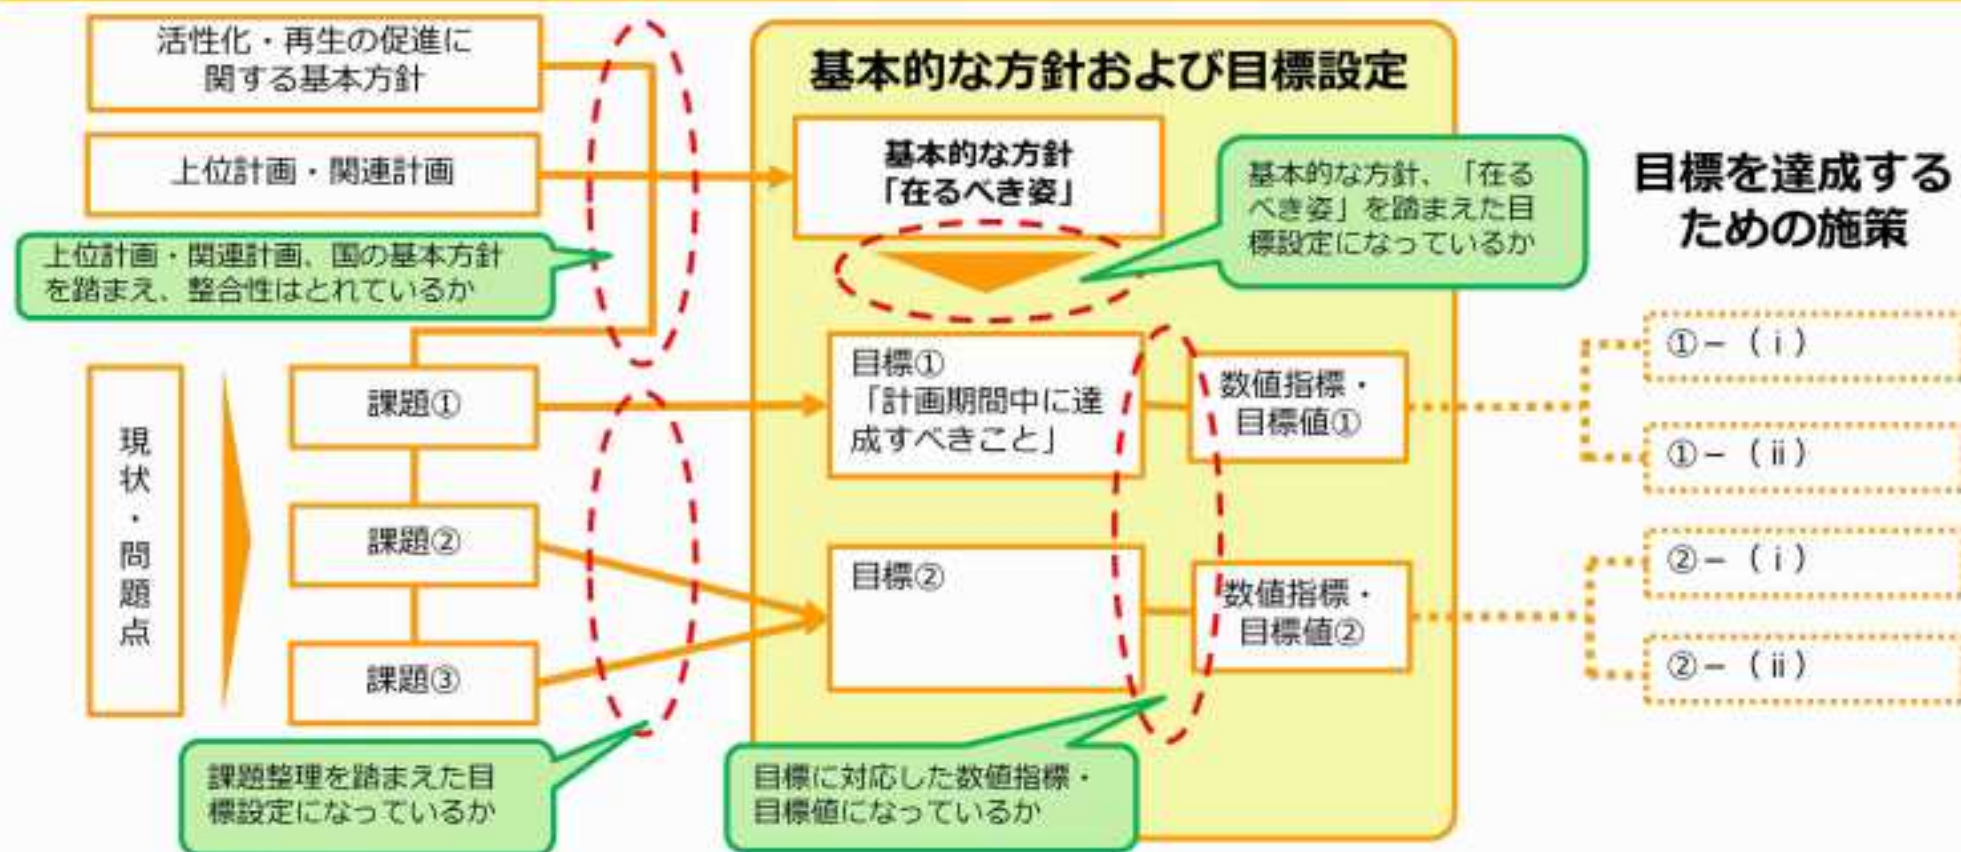 活性化・再生の促進に
関する基本方針
上位計画・関連計画
上位計画・関連計画、国の基本方針
を踏まえ、整合性はとれているか
現状・問題点
課題①
課題②
課題③
課題整理を踏まえた目
標設定になっているか
基本的な方針および目標設定
基本的な方針
「在るべき姿」
基本的な方針、「在る
べき姿」を踏まえた目
標設定になっているか
目標①
「計画期間中に達
成すべきこと」
数値指標・
目標値①
目標②
数値指標・
目標値②
目標に対応した数値指標・
目標値になっているか
目標を達成する
ための施策
①－（ⅰ）
①－（ⅱ）
②－（ⅰ）
②－（ⅱ）